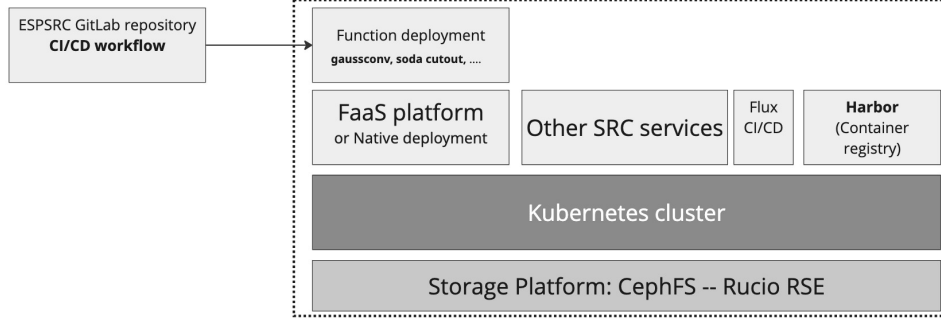 ESPSRC GitLab repository
CI/CD workflow
Function deployment
gaussconv, soda cutout, ....
FaaS platform
or Native deployment
Other SRC services
Flux
CI/CD
Harbor
(Container
registry)
Kubernetes cluster
Storage Platform: CephFS -- Rucio RSE